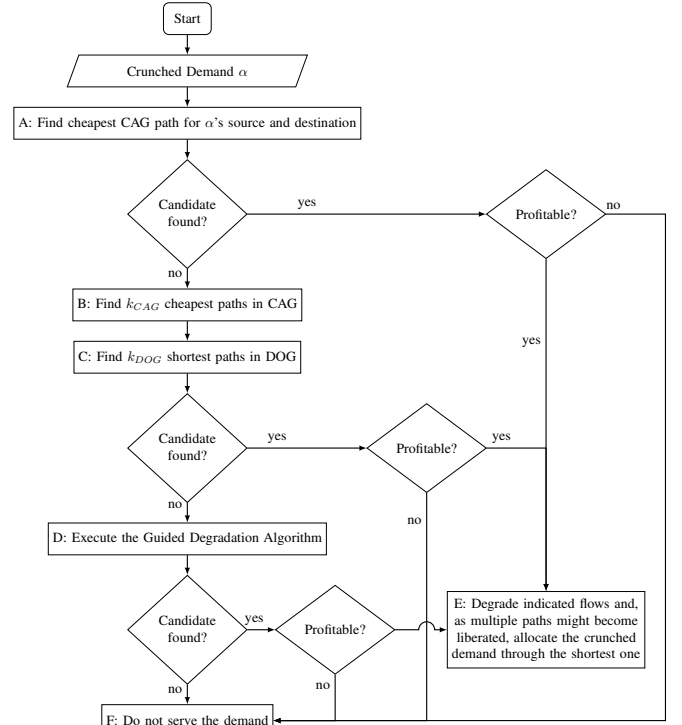 Start
Crunched Demand α
A: Find cheapest CAG path for α's source and destination
Candidate
found?
yes
Profitable?
no
no
B: Find k_CAG cheapest paths in CAG
yes
C: Find k_DOG shortest paths in DOG
Candidate
found?
yes
Profitable?
yes
no
no
D: Execute the Guided Degradation Algorithm
Candidate
found?
yes
Profitable?
E: Degrade indicated flows and,
as multiple paths might become
liberated, allocate the crunched
demand through the shortest one
no
no
F: Do not serve the demand